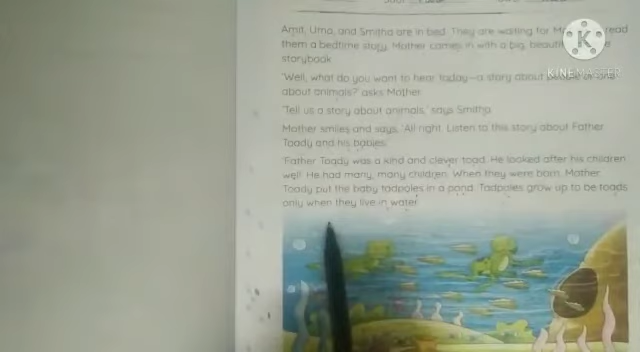 Amit, Uma, and Smitha are in bed. They are waiting for read
them a bedtime story. Mother comes in with a big,
storybook.
'Well, what do you want to hear today—a story about people or one
about animals?' asks Mother.
'Tell us a story about animals,' says Smitha.
Mother smiles and says, 'All right. Listen to this story about Father
Toady and his babies.
'Father Toady was a kind and clever toad. He looked after his children
well. He had many, many children. When they were born, Mother
Toady put the baby tadpoles in a pond. Tadpoles grow up to be toads
only when they live in water.
K
KINEMASTER